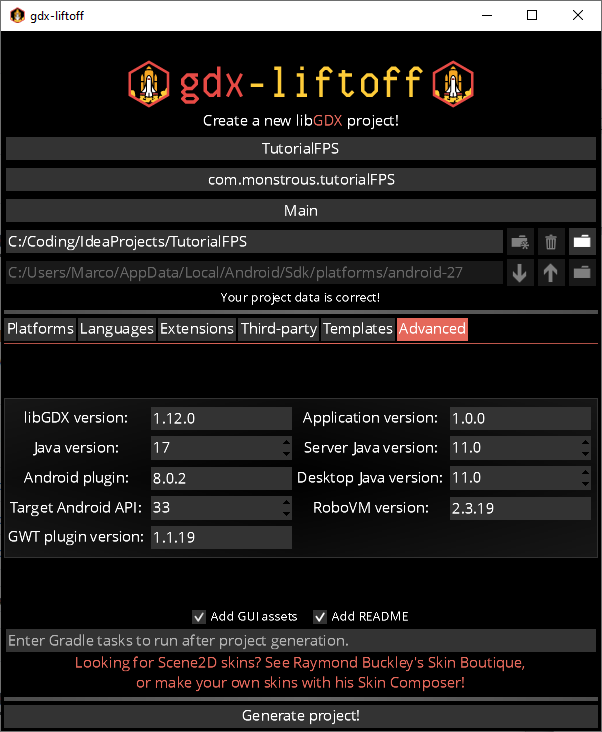 gdx-liftoff
gdx-liftoff
Create a new libGDX project!
TutorialFPS
com.monstrous.tutorialFPS
Main
C:/Coding/IdeaProjects/TutorialFPS
C:/Users/Marco/AppData/Local/Android/Sdk/platforms/android-27
Your project data is correct!
Platforms Languages Extensions Third-party Templates Advanced
libGDX version: 1.12.0 Application version: 1.0.0
Java version: 17 Server Java version: 11.0
Android plugin: 8.0.2 Desktop Java version: 11.0
Target Android API: 33 RoboVM version: 2.3.19
GWT plugin version: 1.1.19
Add GUI assets Add README
Enter Gradle tasks to run after project generation.
Looking for Scene2D skins? See Raymond Buckley's Skin Boutique,
or make your own skins with his Skin Composer!
Generate project!